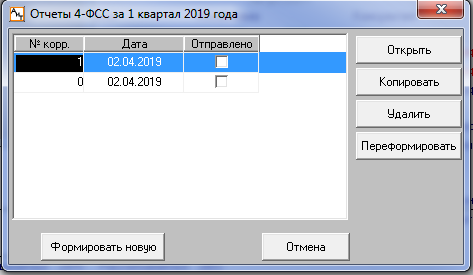 Отчеты 4-ФСС за 1 квартал 2019 года
№ корр. Дата Отправлено
1 02.04.2019
0 02.04.2019
Открыть
Копировать
Удалить
Переформировать
Формировать новую Отмена